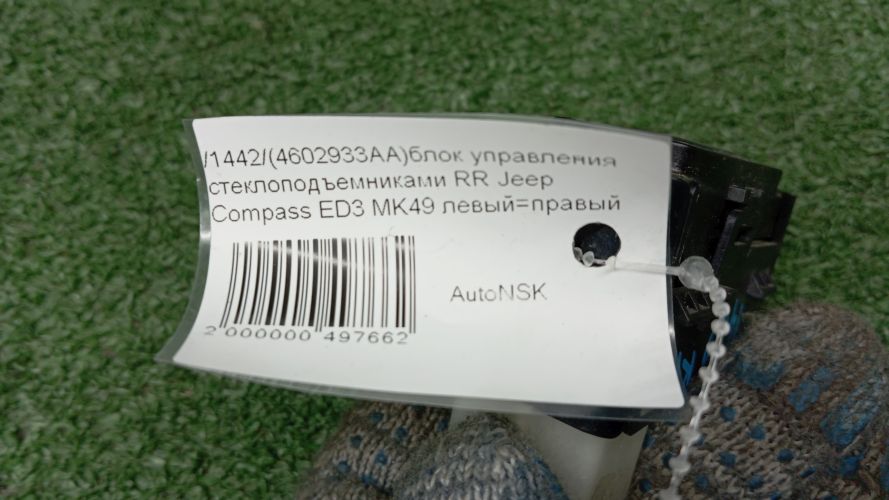 /1442/(4602933AA)блок управления
стеклоподъемниками RR Jeep
Compass ED3 MK49 левый=правый
AutoNSK
2 000000 497662